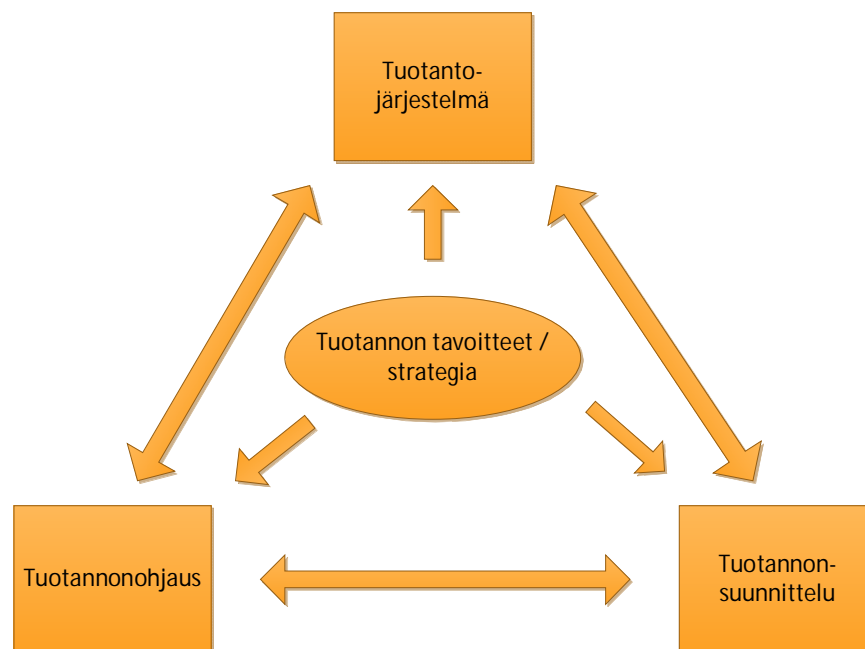 Tuotanto-
järjestelmä
Tuotannon tavoitteet /
strategia
Tuotannonohjaus
Tuotannon-
suunnittelu